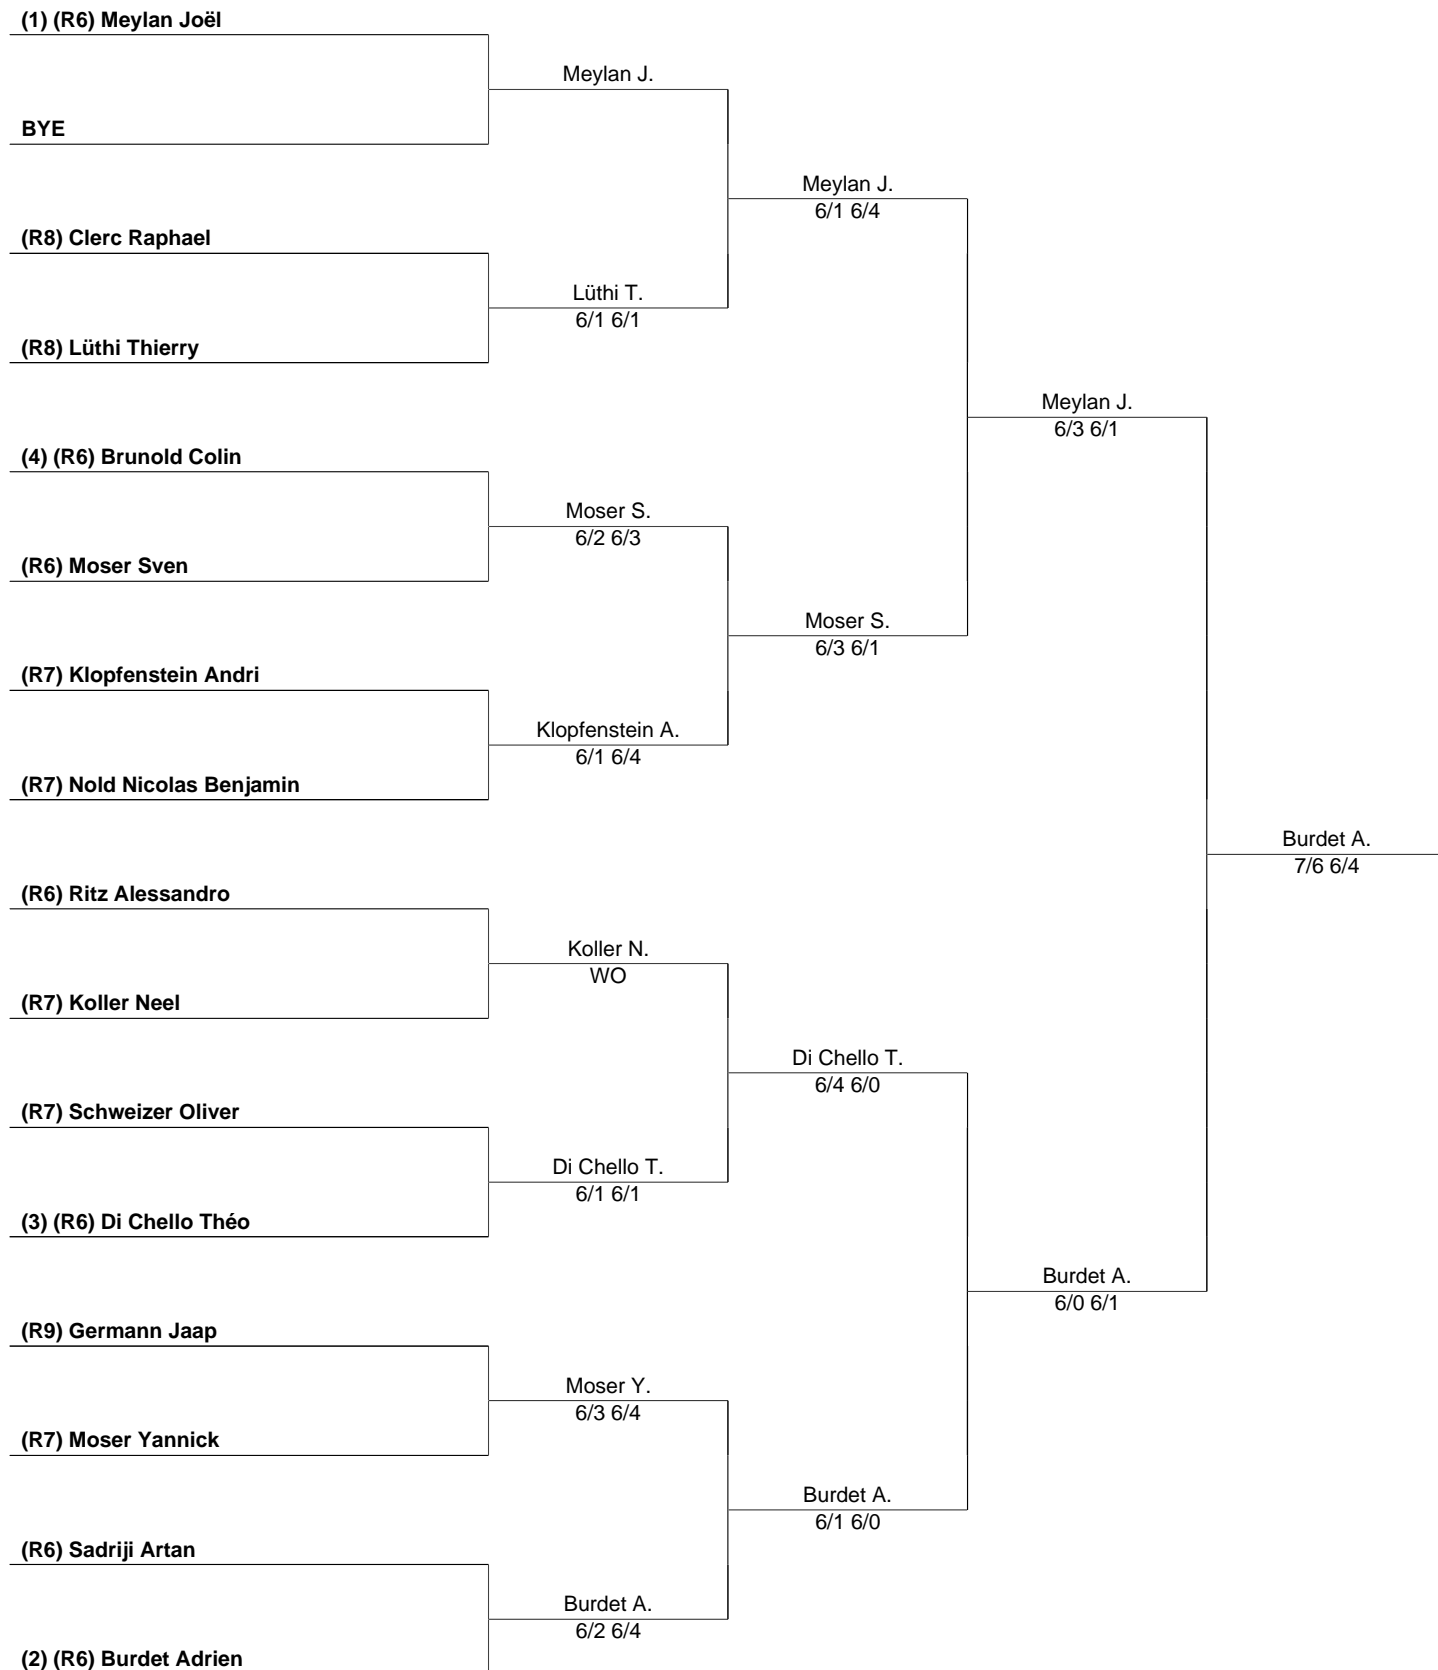 (1) (R6) Meylan Joël
Meylan J.
BYE
Meylan J.
6/1 6/4
(R8) Clerc Raphael
Lüthi T.
6/1 6/1
(R8) Lüthi Thierry
Meylan J.
6/3 6/1
(4) (R6) Brunold Colin
Moser S.
6/2 6/3
(R6) Moser Sven
Moser S.
6/3 6/1
(R7) Klopfenstein Andri
Klopfenstein A.
6/1 6/4
(R7) Nold Nicolas Benjamin
Burdet A.
7/6 6/4
(R6) Ritz Alessandro
Koller N.
WO
(R7) Koller Neel
Di Chello T.
6/4 6/0
(R7) Schweizer Oliver
Di Chello T.
6/1 6/1
(3) (R6) Di Chello Théo
Burdet A.
6/0 6/1
(R9) Germann Jaap
Moser Y.
6/3 6/4
(R7) Moser Yannick
Burdet A.
6/1 6/0
(R6) Sadriji Artan
Burdet A.
6/2 6/4
(2) (R6) Burdet Adrien